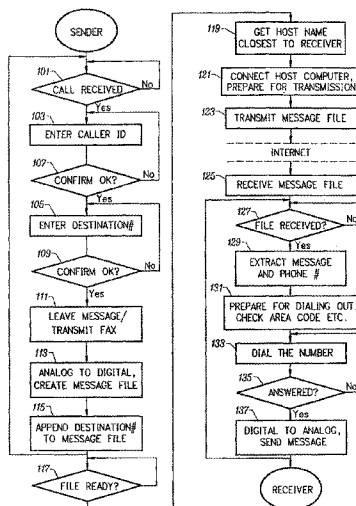 SENDER
101
CALL RECEIVED
No
Yes
103
ENTER CALLER ID
107
CONFIRM OK?
No
Yes
105
ENTER DESTINATION#
109
CONFIRM OK?
No
Yes
111
LEAVE MESSAGE/
TRANSMIT FAX
113
ANALOG TO DIGITAL,
CREATE MESSAGE FILE
115
APPEND DESTINATION#
TO MESSAGE FILE
117
FILE READY?
119
GET HOST NAME
CLOSEST TO RECEIVER
121
CONNECT HOST COMPUTER,
PREPARE FOR TRANSMISSION
123
TRANSMIT MESSAGE FILE
INTERNET
125
RECEIVE MESSAGE FILE
127
FILE RECEIVED?
No
129
Yes
EXTRACT MESSAGE
AND PHONE #
131
PREPARE FOR DIALING OUT,
CHECK AREA CODE ETC.
133
DIAL THE NUMBER
135
ANSWERED?
No
137
Yes
DIGITAL TO ANALOG,
SEND MESSAGE
RECEIVER